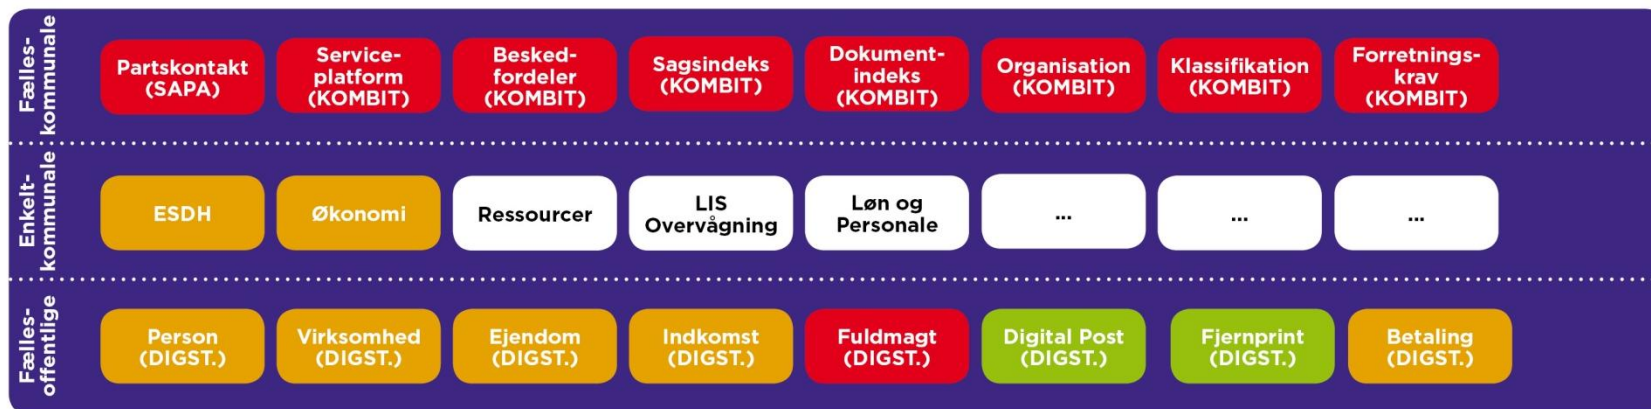 Fælles-
kommunale
Partskontakt
(SAPA)
Service-
platform
(KOMBIT)
Besked-
fordeler
(KOMBIT)
Sagsindeks
(KOMBIT)
Dokument-
indeks
(KOMBIT)
Organisation
(KOMBIT)
Klassifikation
(KOMBIT)
Forretnings-
krav
(KOMBIT)
Enkelt-
kommunale
ESDH
Økonomi
Ressourcer
LIS
Overvågning
Løn og
Personale
...
...
...
Fælles-
offentlige
Person
(DIGST.)
Virksomhed
(DIGST.)
Ejendom
(DIGST.)
Indkomst
(DIGST.)
Fuldmagt
(DIGST.)
Digital Post
(DIGST.)
Fjernprint
(DIGST.)
Betaling
(DIGST.)